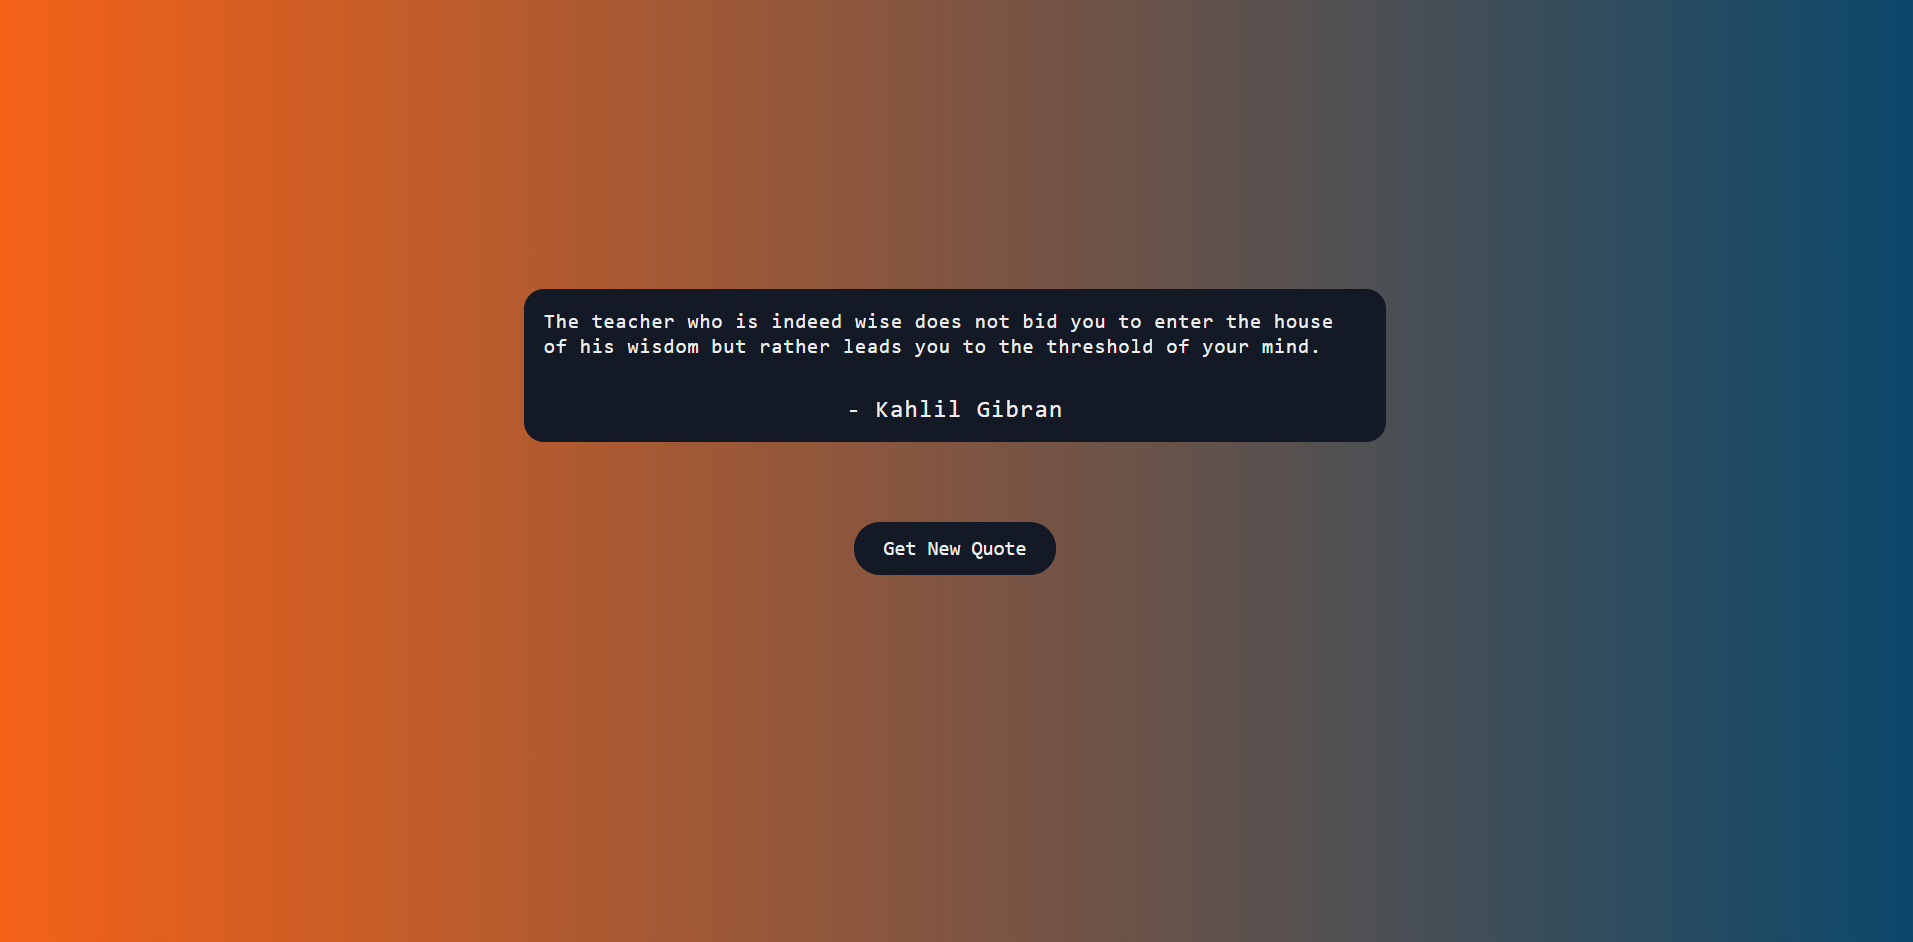 The teacher who is indeed wise does not bid you to enter the house
of his wisdom but rather leads you to the threshold of your mind.
- Kahlil Gibran
Get New Quote